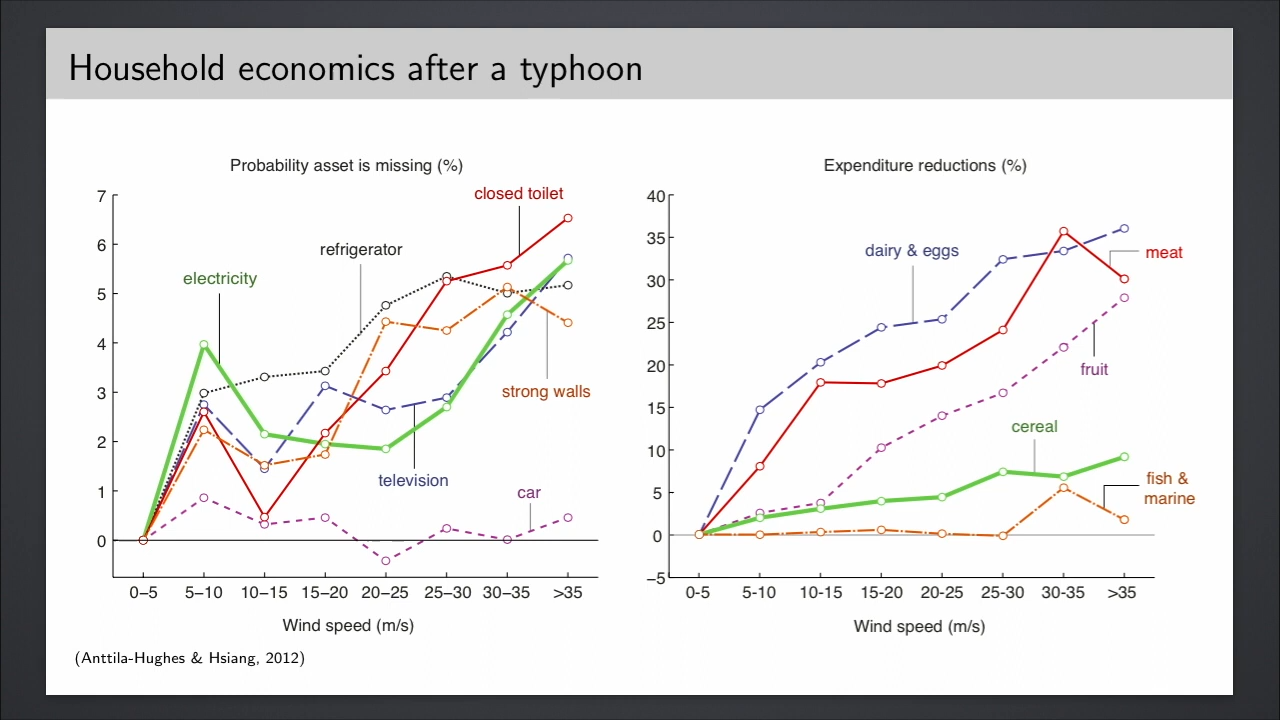 Household economics after a typhoon
Probability asset is missing (%)
7
6
5
4
3
2
1
0
closed toilet
refrigerator
electricity
strong walls
television
car
0–5 5–10 10–15 15–20 20–25 25–30 30–35 >35
Wind speed (m/s)
Expenditure reductions (%)
40
35
30
25
20
15
10
5
0
–5
dairy & eggs
meat
fruit
cereal
fish &
marine
0-5 5-10 10-15 15-20 20-25 25-30 30-35 >35
Wind speed (m/s)
(Anttila-Hughes & Hsiang, 2012)